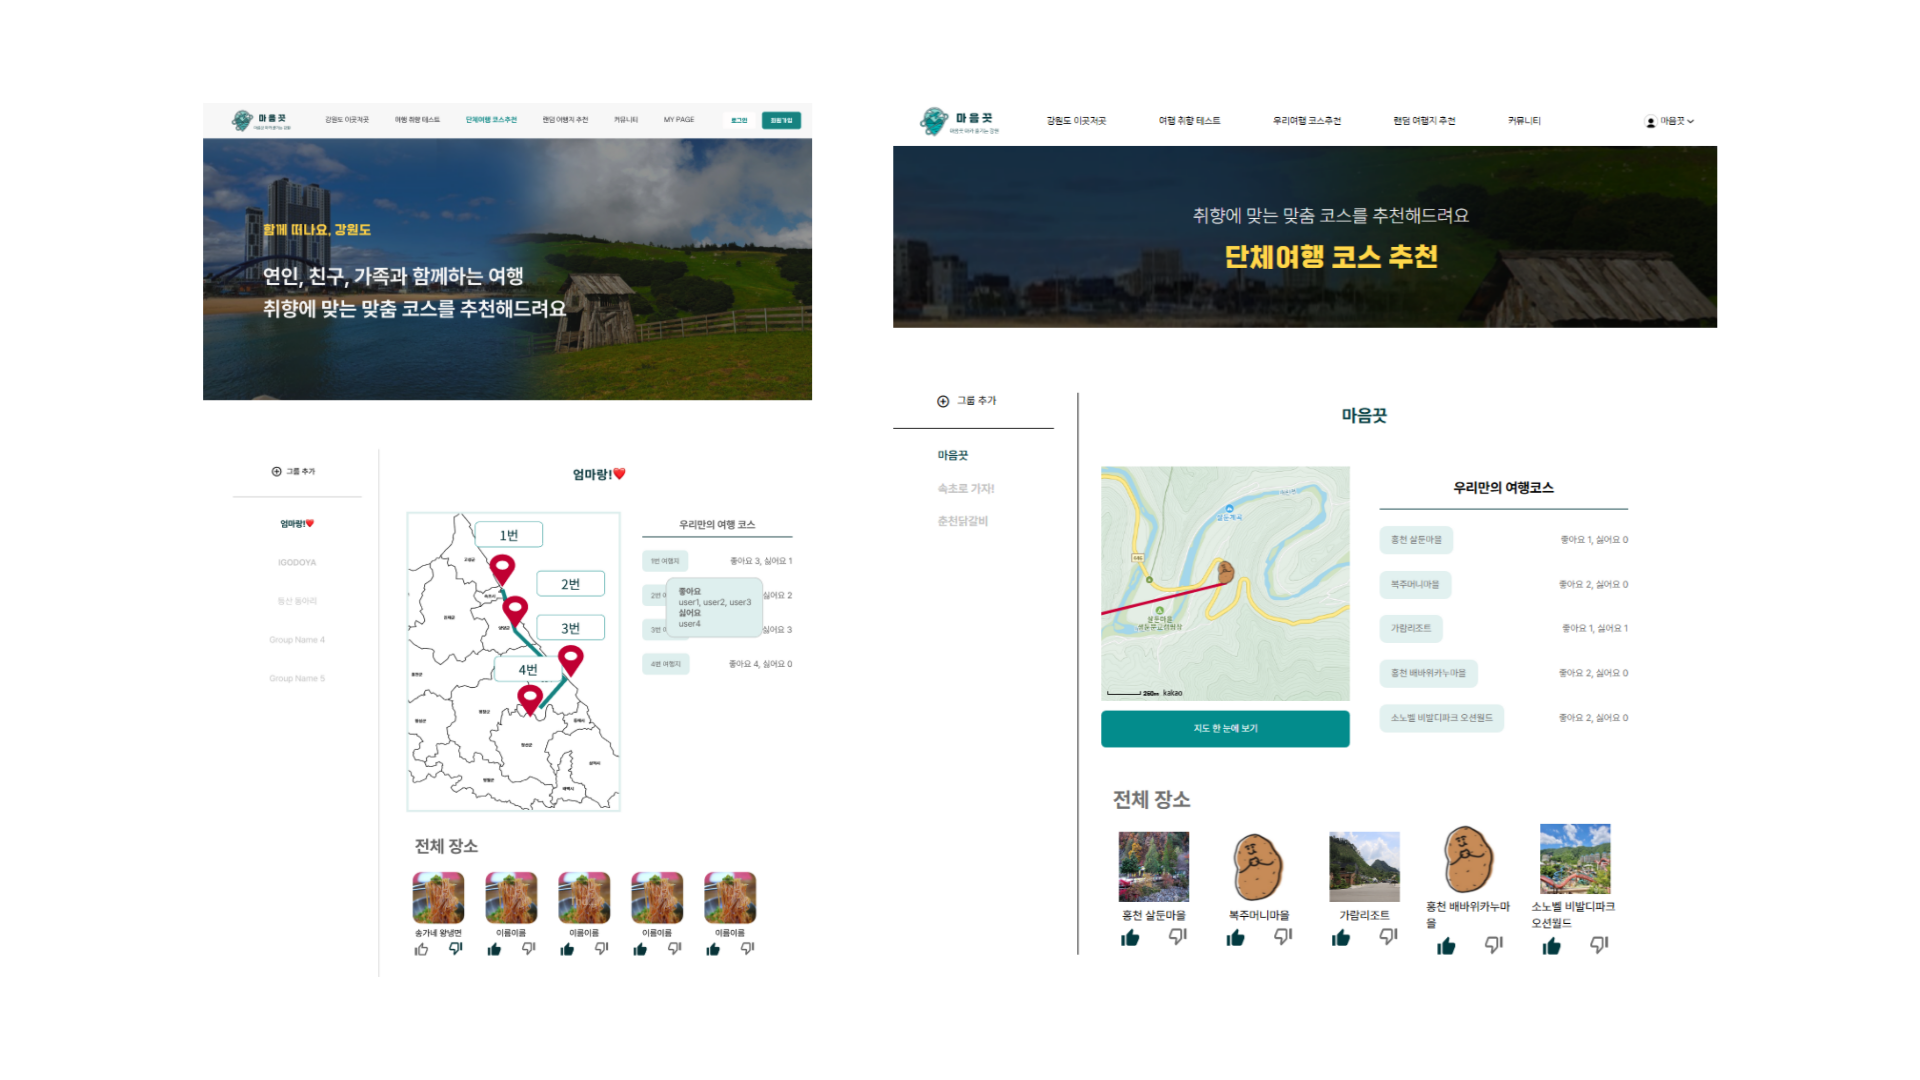 마음끗
강원도 이곳저곳
여행 취향 테스트
단체여행 코스추천
랜덤 여행지 추천
커뮤니티
MY PAGE
로그인
회원가입
함께 떠나요, 강원도
연인, 친구, 가족과 함께하는 여행
취향에 맞는 맞춤 코스를 추천해드려요
그룹 추가
엄마랑!❤️
IGODOYA
등산 동아리
Group Name 4
Group Name 5
엄마랑!❤️
1번
2번
3번
4번
우리만의 여행 코스
1번 여행지
좋아요 3, 싫어요 1
2번
싫어요 2
3번
싫어요 3
4번 여행지
좋아요 4, 싫어요 0
좋아요
user1, user2, user3
싫어요
user4
전체 장소
송가네 왕냉면
이름이름
이름이름
이름이름
이름이름
마음끗
강원도 이곳저곳
여행 취향 테스트
우리여행 코스추천
랜덤 여행지 추천
커뮤니티
마음끗
취향에 맞는 맞춤 코스를 추천해드려요
단체여행 코스 추천
그룹 추가
마음끗
속초로 가자!
춘천닭갈비
마음끗
살둔계곡
살둔마을
250m kakao
지도 한 눈에 보기
우리만의 여행코스
홍천 살둔마을
좋아요 1, 싫어요 0
복주머니마을
좋아요 2, 싫어요 0
가람리조트
좋아요 1, 싫어요 1
홍천 배바위카누마을
좋아요 2, 싫어요 0
소노벨 비발디파크 오션월드
좋아요 2, 싫어요 0
전체 장소
홍천 살둔마을
복주머니마을
가람리조트
홍천 배바위카누마
을
소노벨 비발디파크
오션월드